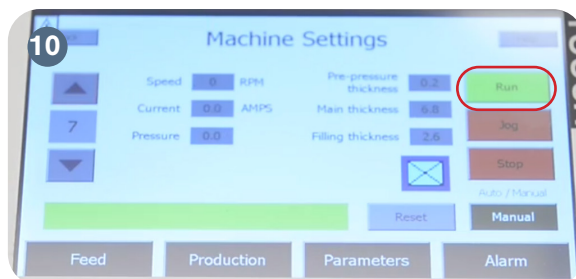 10
Machine Settings
Speed 0 RPM
Pre-pressure
thickness 0.2
Run
7
Current 0.0 AMPS
Main thickness 6.8
Jog
Pressure 0.0
Filling thickness 2.6
Stop
Auto / Manual
Reset
Manual
Feed
Production
Parameters
Alarm